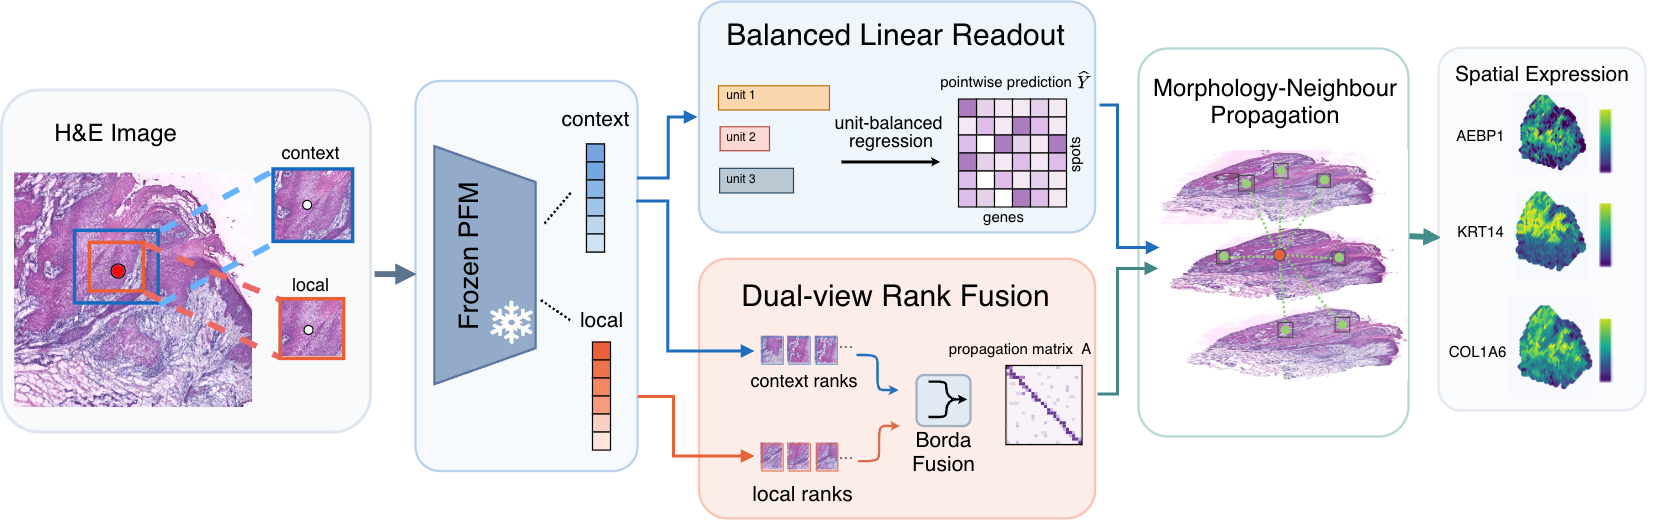 H&E Image
context
local
Frozen PFM
context
local
Balanced Linear Readout
unit 1
unit 2
unit 3
unit-balanced
regression
pointwise prediction Ŷ
spots
genes
Dual-view Rank Fusion
context ranks
...
local ranks
...
Borda
Fusion
propagation matrix A
Morphology-Neighbour
Propagation
Spatial Expression
AEBP1
KRT14
COL1A6